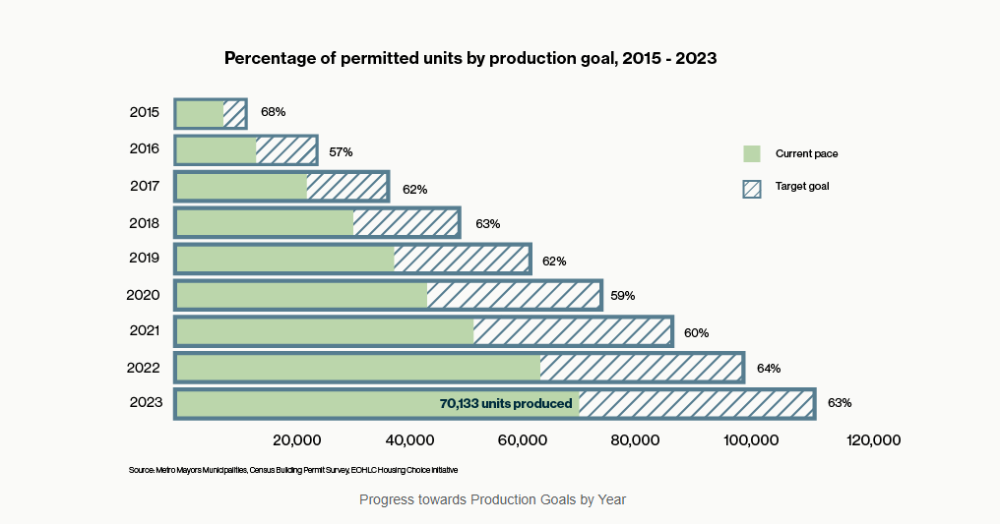 Percentage of permitted units by production goal, 2015 - 2023
2015 68%
2016 57%
2017 62%
2018 63%
2019 62%
2020 59%
2021 60%
2022 64%
2023 70,133 units produced 63%
Current pace
Target goal
20,000 40,000 60,000 80,000 100,000 120,000
Source: Metro Mayors Municipalities, Census Building Permit Survey, EOHLC Housing Choice Initiative
Progress towards Production Goals by Year